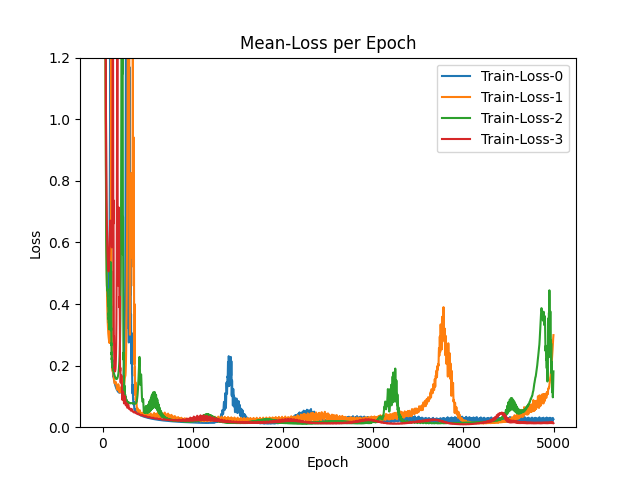 Mean-Loss per Epoch
1.2
1.0
0.8
0.6
0.4
0.2
0.0
Loss
Train-Loss-0
Train-Loss-1
Train-Loss-2
Train-Loss-3
0
1000
2000
3000
4000
5000
Epoch